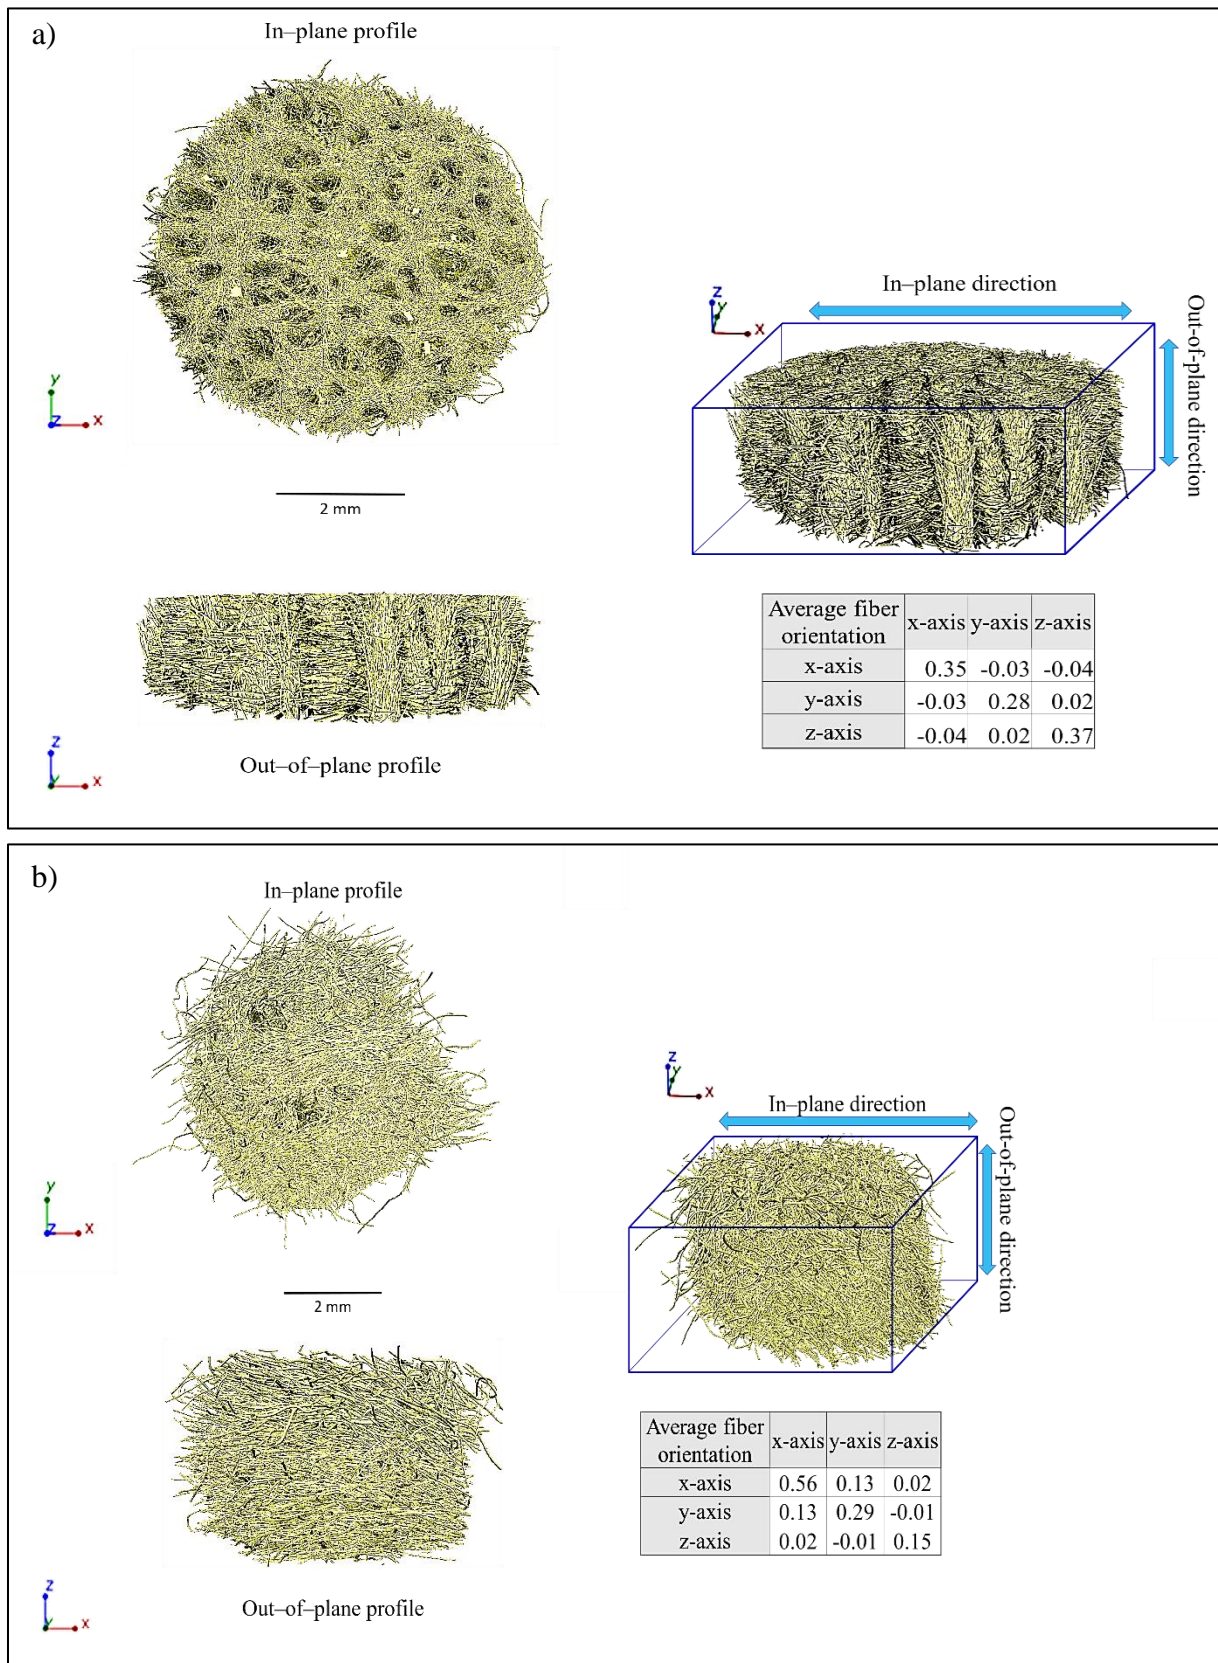 a)
In–plane profile
y
z x
2 mm
z
y x
Out–of–plane profile
z
y
x
In–plane direction
Out-of-plane direction
Average fiber orientation x-axis y-axis z-axis
x-axis 0.35 -0.03 -0.04
y-axis -0.03 0.28 0.02
z-axis -0.04 0.02 0.37
b)
In–plane profile
y
z x
2 mm
z
y x
Out–of–plane profile
z
y
x
In–plane direction
Out-of-plane direction
Average fiber orientation x-axis y-axis z-axis
x-axis 0.56 0.13 0.02
y-axis 0.13 0.29 -0.01
z-axis 0.02 -0.01 0.15